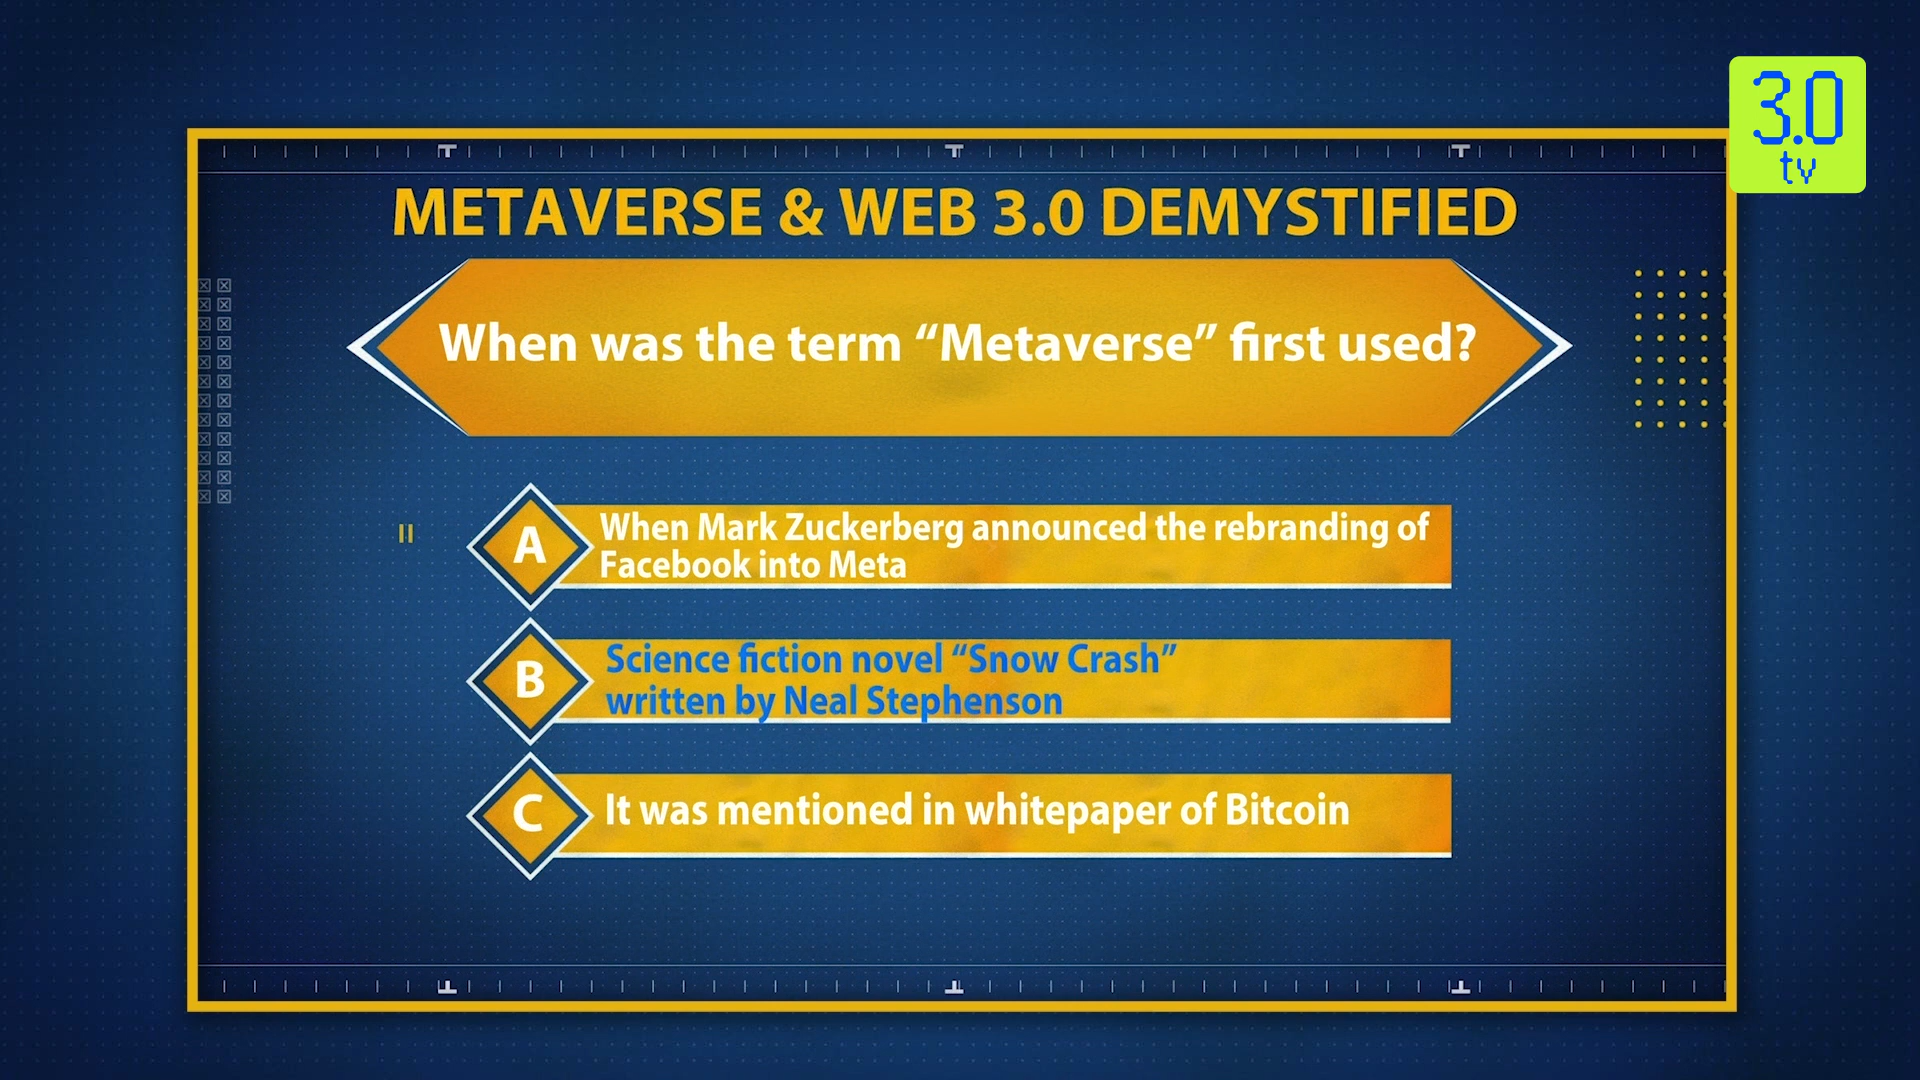 3.0
tv
METAVERSE & WEB 3.0 DEMYSTIFIED
When was the term “Metaverse” first used?
A
When Mark Zuckerberg announced the rebranding of
Facebook into Meta
B
Science fiction novel “Snow Crash”
written by Neal Stephenson
C
It was mentioned in whitepaper of Bitcoin